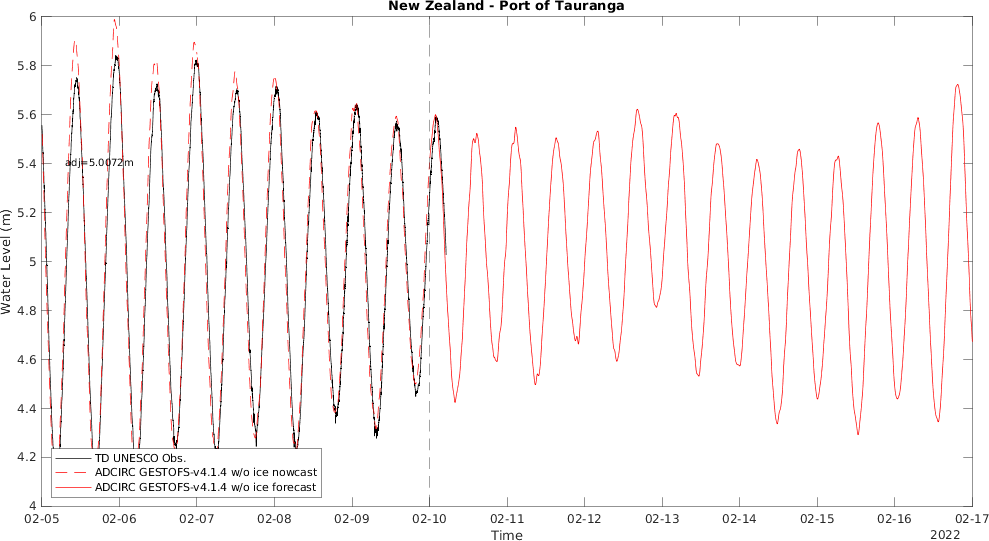 New Zealand - Port of Tauranga
6
5.8
5.6
5.4
adj=5.0072m
5.2
5
4.8
4.6
4.4
4.2
4
Water Level (m)
TD UNESCO Obs.
ADCIRC GESTOFS-v4.1.4 w/o ice nowcast
ADCIRC GESTOFS-v4.1.4 w/o ice forecast
02-05 02-06 02-07 02-08 02-09 02-10 02-11 02-12 02-13 02-14 02-15 02-16 02-17
Time
2022